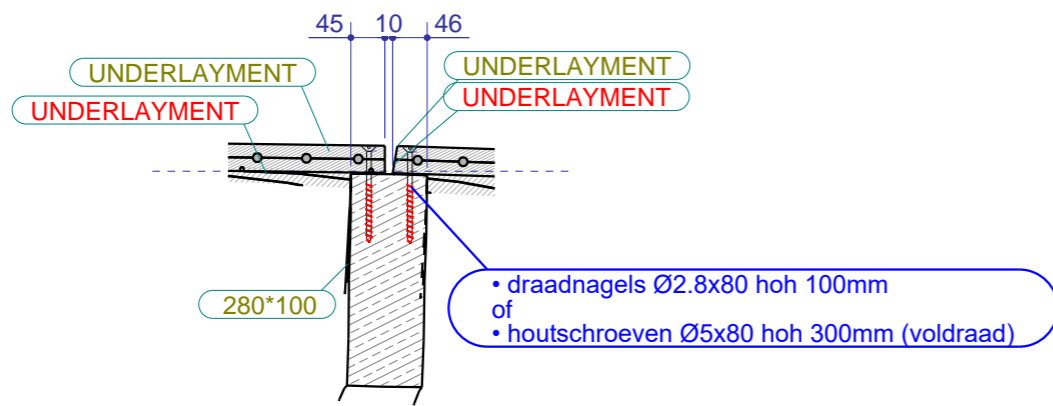 45 10 46
UNDERLAYMENT
UNDERLAYMENT
UNDERLAYMENT
UNDERLAYMENT
280*100
• draadnagels Ø2.8x80 hoh 100mm
of
• houtschroeven Ø5x80 hoh 300mm (voldraad)